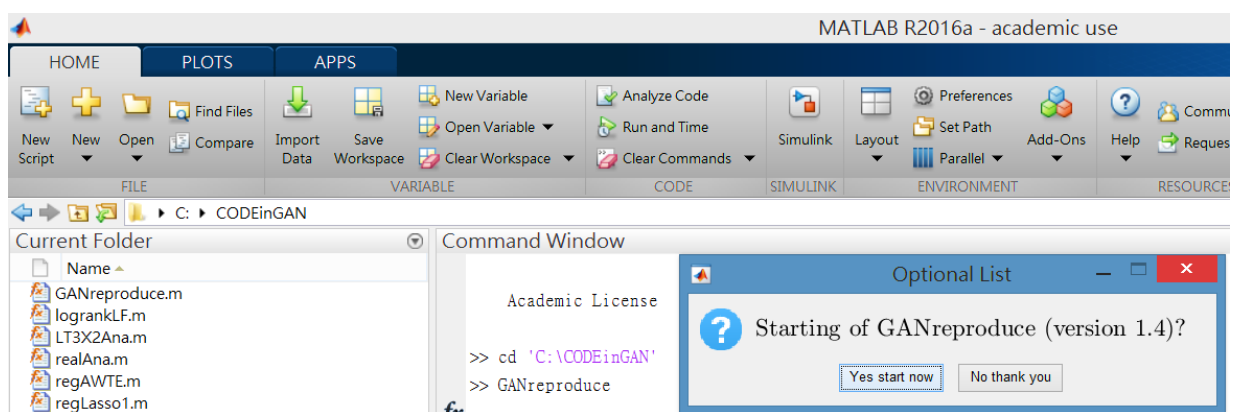 MATLAB R2016a - academic use
HOME PLOTS APPS
New Script
New
Open
Find Files
Compare
Import Data
Save Workspace
New Variable
Open Variable
Clear Workspace
Analyze Code
Run and Time
Clear Commands
Simulink
Layout
Preferences
Set Path
Parallel
Add-Ons
Help
Commu
Reques
FILE VARIABLE CODE SIMULINK ENVIRONMENT RESOURCES
C: CODEinGAN
Current Folder
Name
GANreproduce.m
logrankLF.m
LT3X2Ana.m
realAna.m
regAWTE.m
regLasso1.m
Command Window
Academic License
>> cd 'C:\CODEinGAN'
>> GANreproduce
fx
Optional List
Starting of GANreproduce (version 1.4)?
Yes start now No thank you